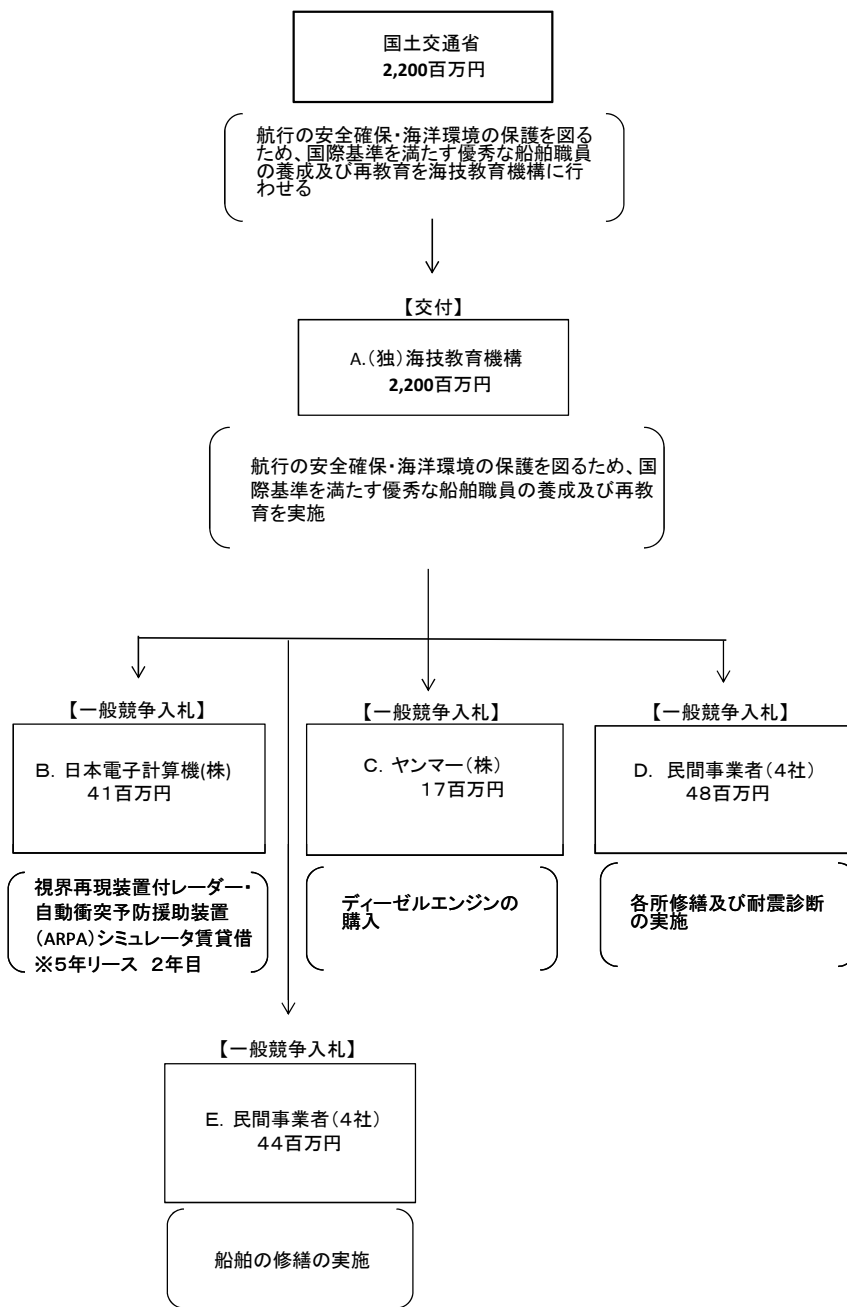 国土交通省
2,200百万円
航行の安全確保・海洋環境の保護を図る
ため、国際基準を満たす優秀な船舶職員
の養成及び再教育を海技教育機構に行
わせる
【交付】
A.(独)海技教育機構
2,200百万円
航行の安全確保・海洋環境の保護を図るため、国
際基準を満たす優秀な船舶職員の養成及び再教
育を実施
【一般競争入札】
B. 日本電子計算機(株)
41百万円
視界再現装置付レーダー・
自動衝突予防援助装置
(ARPA)シミュレータ賃貸借
※5年リース 2年目
【一般競争入札】
C. ヤンマー(株)
17百万円
ディーゼルエンジンの
購入
【一般競争入札】
D. 民間事業者(4社)
48百万円
各所修繕及び耐震診断
の実施
【一般競争入札】
E. 民間事業者(4社)
44百万円
船舶の修繕の実施